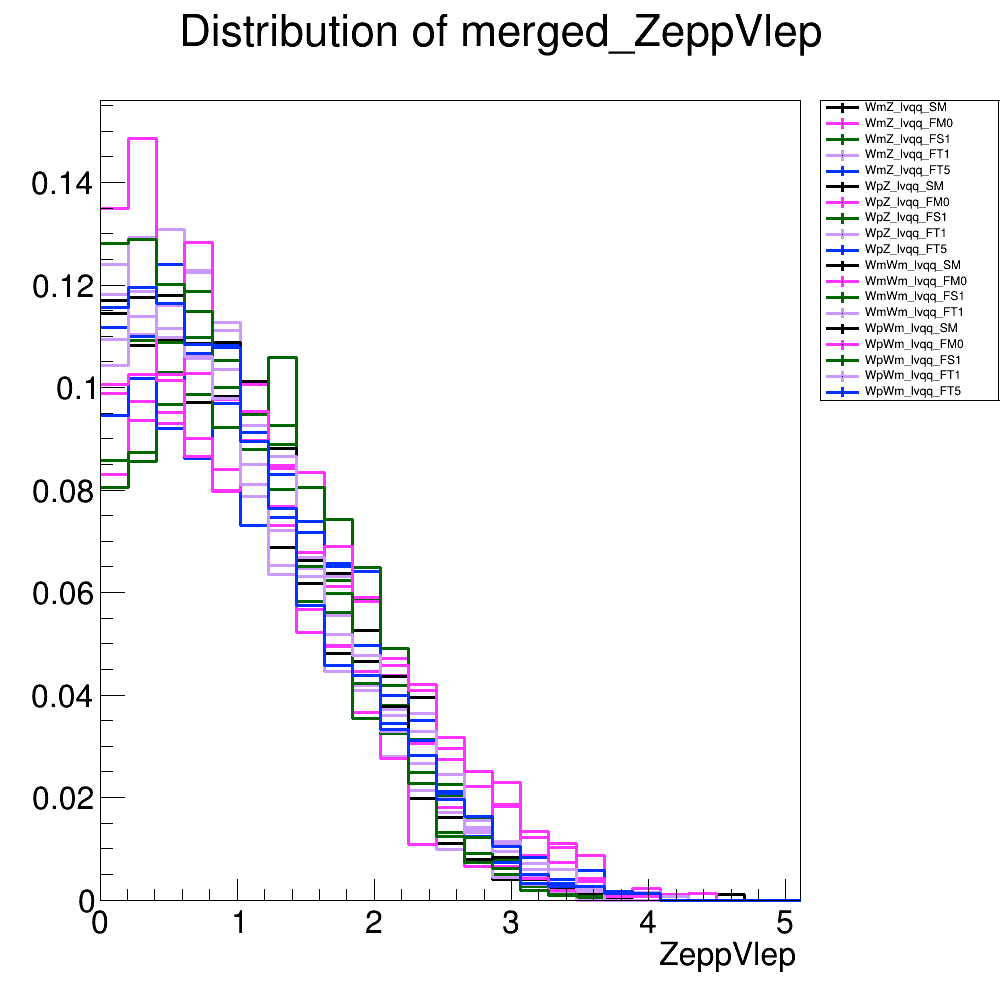 Distribution of merged_ZeppVlep
WmZ_lvqq_SM
WmZ_lvqq_FM0
WmZ_lvqq_FS1
WmZ_lvqq_FT1
WmZ_lvqq_FT5
WpZ_lvqq_SM
WpZ_lvqq_FM0
WpZ_lvqq_FS1
WpZ_lvqq_FT1
WpZ_lvqq_FT5
WmWm_lvqq_SM
WmWm_lvqq_FM0
WmWm_lvqq_FS1
WmWm_lvqq_FT1
WpWm_lvqq_SM
WpWm_lvqq_FM0
WpWm_lvqq_FS1
WpWm_lvqq_FT1
WpWm_lvqq_FT5
0.14
0.12
0.1
0.08
0.06
0.04
0.02
0
0 1 2 3 4 5
ZeppVlep